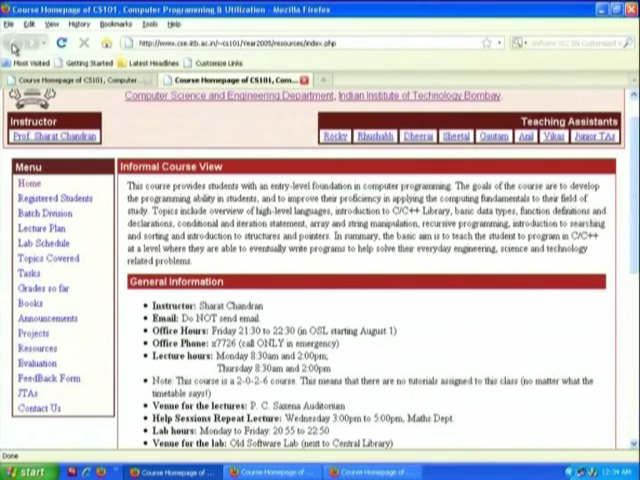 Course Homepage of CS101, Computer Programming & Utilization - Mozilla Firefox
File Edit View History Bookmarks Tools Help
Most Visited Getting Started Latest Headlines Customize Links
Course Homepage of CS101, Computer... Course Homepage of CS101, Com...
Computer Science and Engineering Department, Indian Institute of Technology Bombay.
Instructor Teaching Assistants
Prof. Sharat Chandran Rocky Dheeraj Sheetal Gautam Vikas Junior TAs
Menu
Home
Registered Students
Batch Division
Lecture Plan
Lab Schedule
Topics Covered
Tasks
Grades so far
Books
Announcements
Projects
Resources
Evaluation
FeedBack Form
JTAs
Contact Us
Informal Course View
This course provides students with an entry-level foundation in computer programming. The goals of the course are to develop
the programming ability in students, and to improve their proficiency in applying the computing fundamentals to their field of
study. Topics include overview of high-level languages, introduction to C/C++ Library, basic data types, function definitions and
declarations, conditional and iteration statement, array and string manipulation, recursive programming, introduction to searching
and sorting and introduction to structures and pointers. In summary, the basic aim is to teach the student to program in C/C++
at a level where they are able to eventually write programs to help solve their everyday engineering, science and technology
related problems.
General Information
• Instructor: Sharat Chandran
• Email: Do NOT send email.
• Office Hours: Friday 21:30 to 22:30 (in OSL starting August 1)
• Office Phone: x7726 (call ONLY in emergency)
• Lecture hours: Monday 8:30am and 2:00pm;
Thursday 8:30am and 2:00pm
• Note: This course is a 2-0-2-6 course. This means that there are no tutorials assigned to this class (no matter what the
timetable says!)
• Venue for the lectures: P. C. Saxena Auditorium
• Help Sessions Repeat Lecture: Wednesday 3:00pm to 5:00pm, Maths Dept.
• Lab hours: Monday to Friday: 20:55 to 22:50
• Venue for the lab: Old Software Lab (next to Central Library)
Done
start Course Homepage of ... Course Homepage of ... Course Homepage of ... 12:34 AM